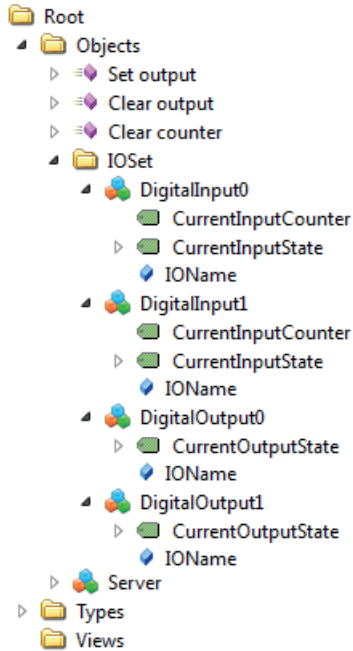 Root
Objects
Set output
Clear output
Clear counter
IOSet
DigitalInput0
CurrentInputCounter
CurrentInputState
IOName
DigitalInput1
CurrentInputCounter
CurrentInputState
IOName
DigitalOutput0
CurrentOutputState
IOName
DigitalOutput1
CurrentOutputState
IOName
Server
Types
Views